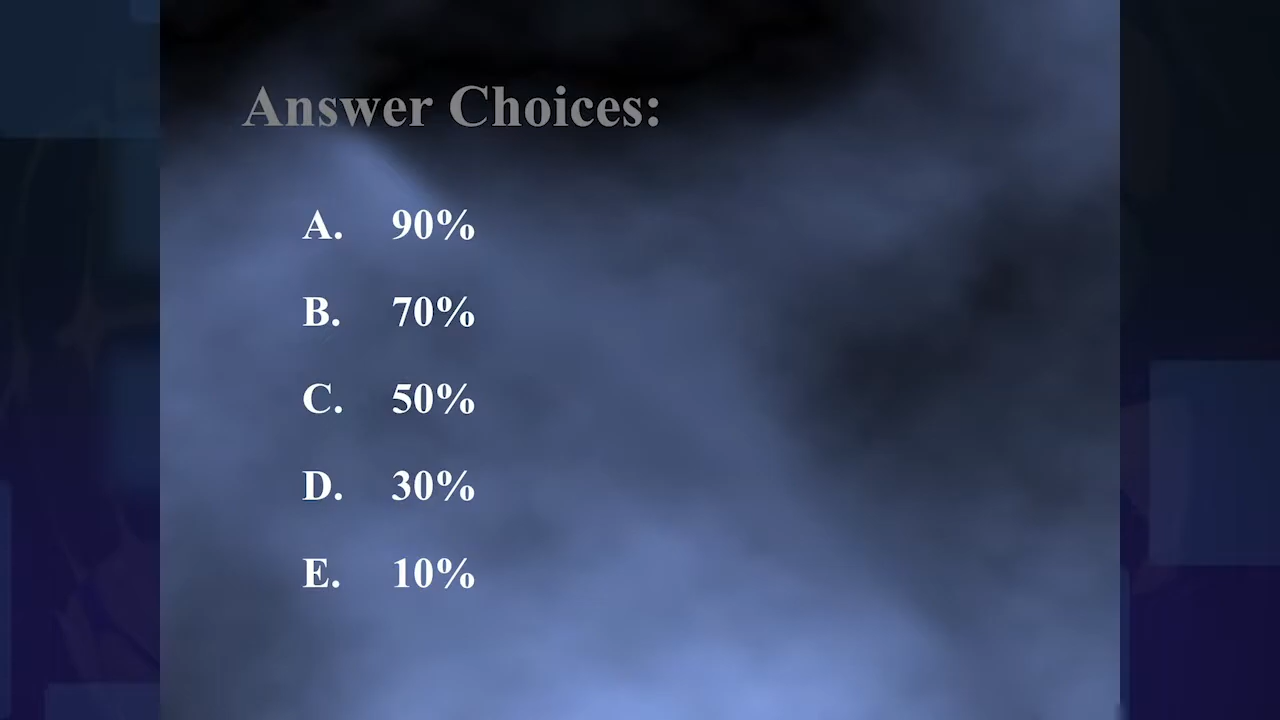 Answer Choices:
A. 90%
B. 70%
C. 50%
D. 30%
E. 10%